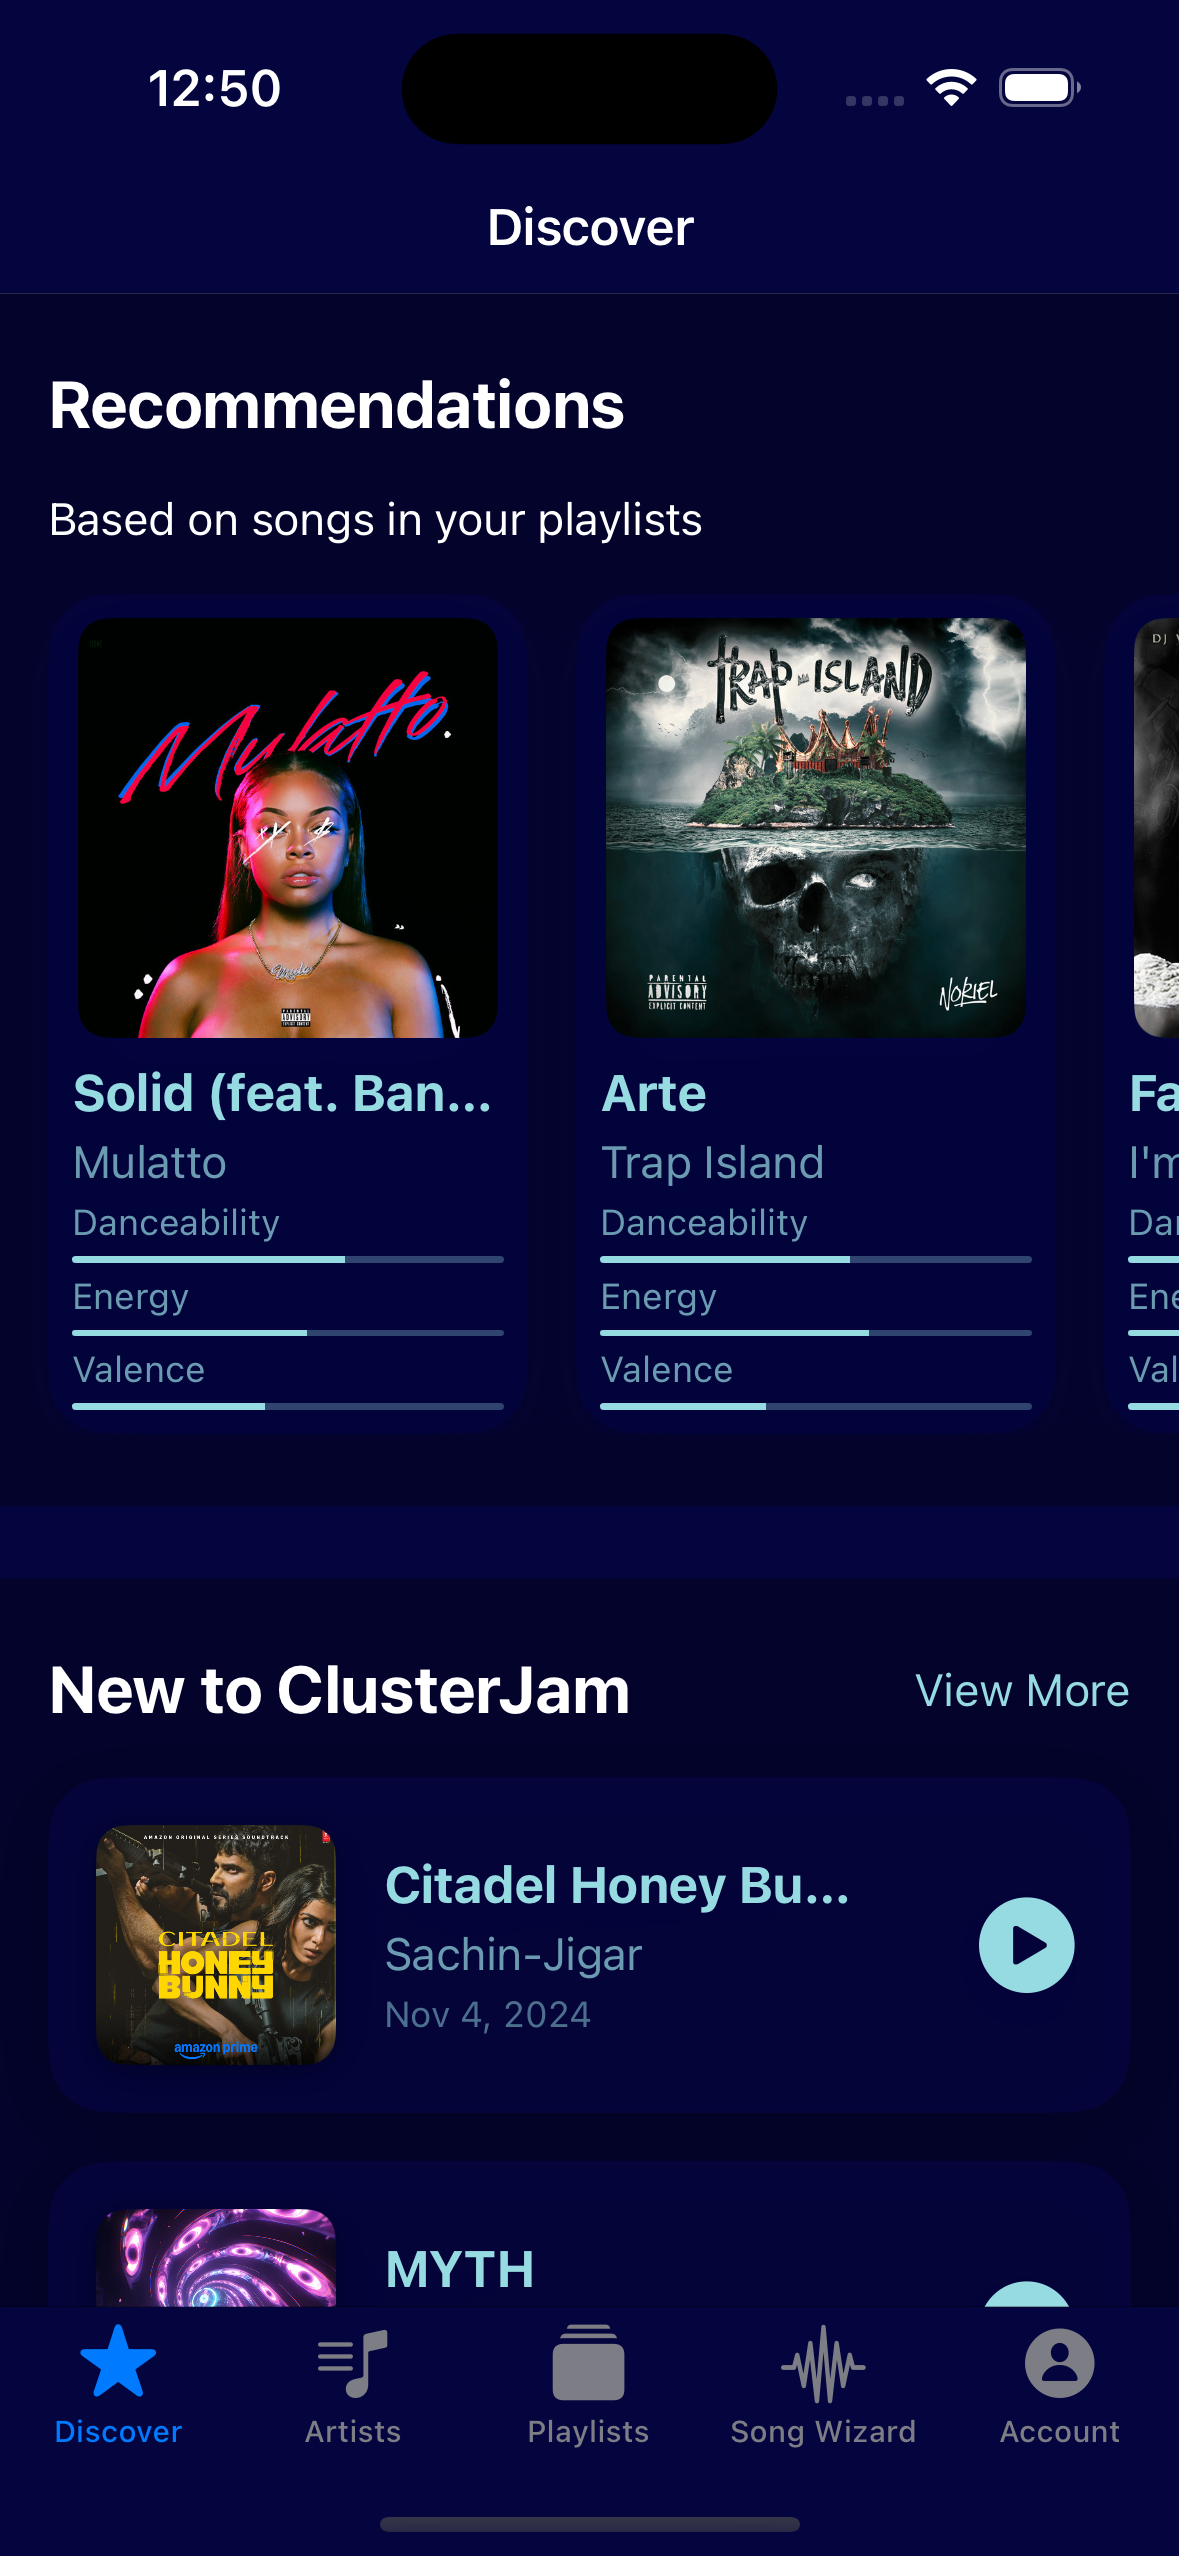 12:50
Discover
Recommendations
Based on songs in your playlists
Mulatto.
TRAP ISLAND
DJ
PARENTAL
ADVISORY
EXPLICIT CONTENT
NORIEL
PARENTAL
ADVISORY
EXPLICIT CONTENT
Solid (feat. Ban...
Arte
Fa
Mulatto
Trap Island
I'm
Danceability
Danceability
Dan
Energy
Energy
Ene
Valence
Valence
Val
New to ClusterJam
View More
AMAZON ORIGINAL SERIES SOUNDTRACK
CITADEL
HONEY
BUNNY
amazon prime
Citadel Honey Bu...
Sachin-Jigar
Nov 4, 2024
MYTH
Discover
Artists
Playlists
Song Wizard
Account